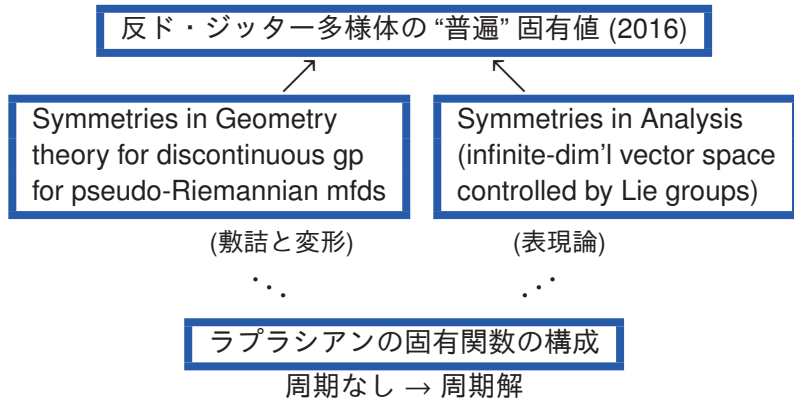 反ド・ジッター多様体の “普遍” 固有値 (2016)
Symmetries in Geometry
theory for discontinuous gp
for pseudo-Riemannian mfds
(敷詰と変形)
Symmetries in Analysis
(infinite-dim'l vector space
controlled by Lie groups)
(表現論)
ラプラシアンの固有関数の構成
周期なし → 周期解